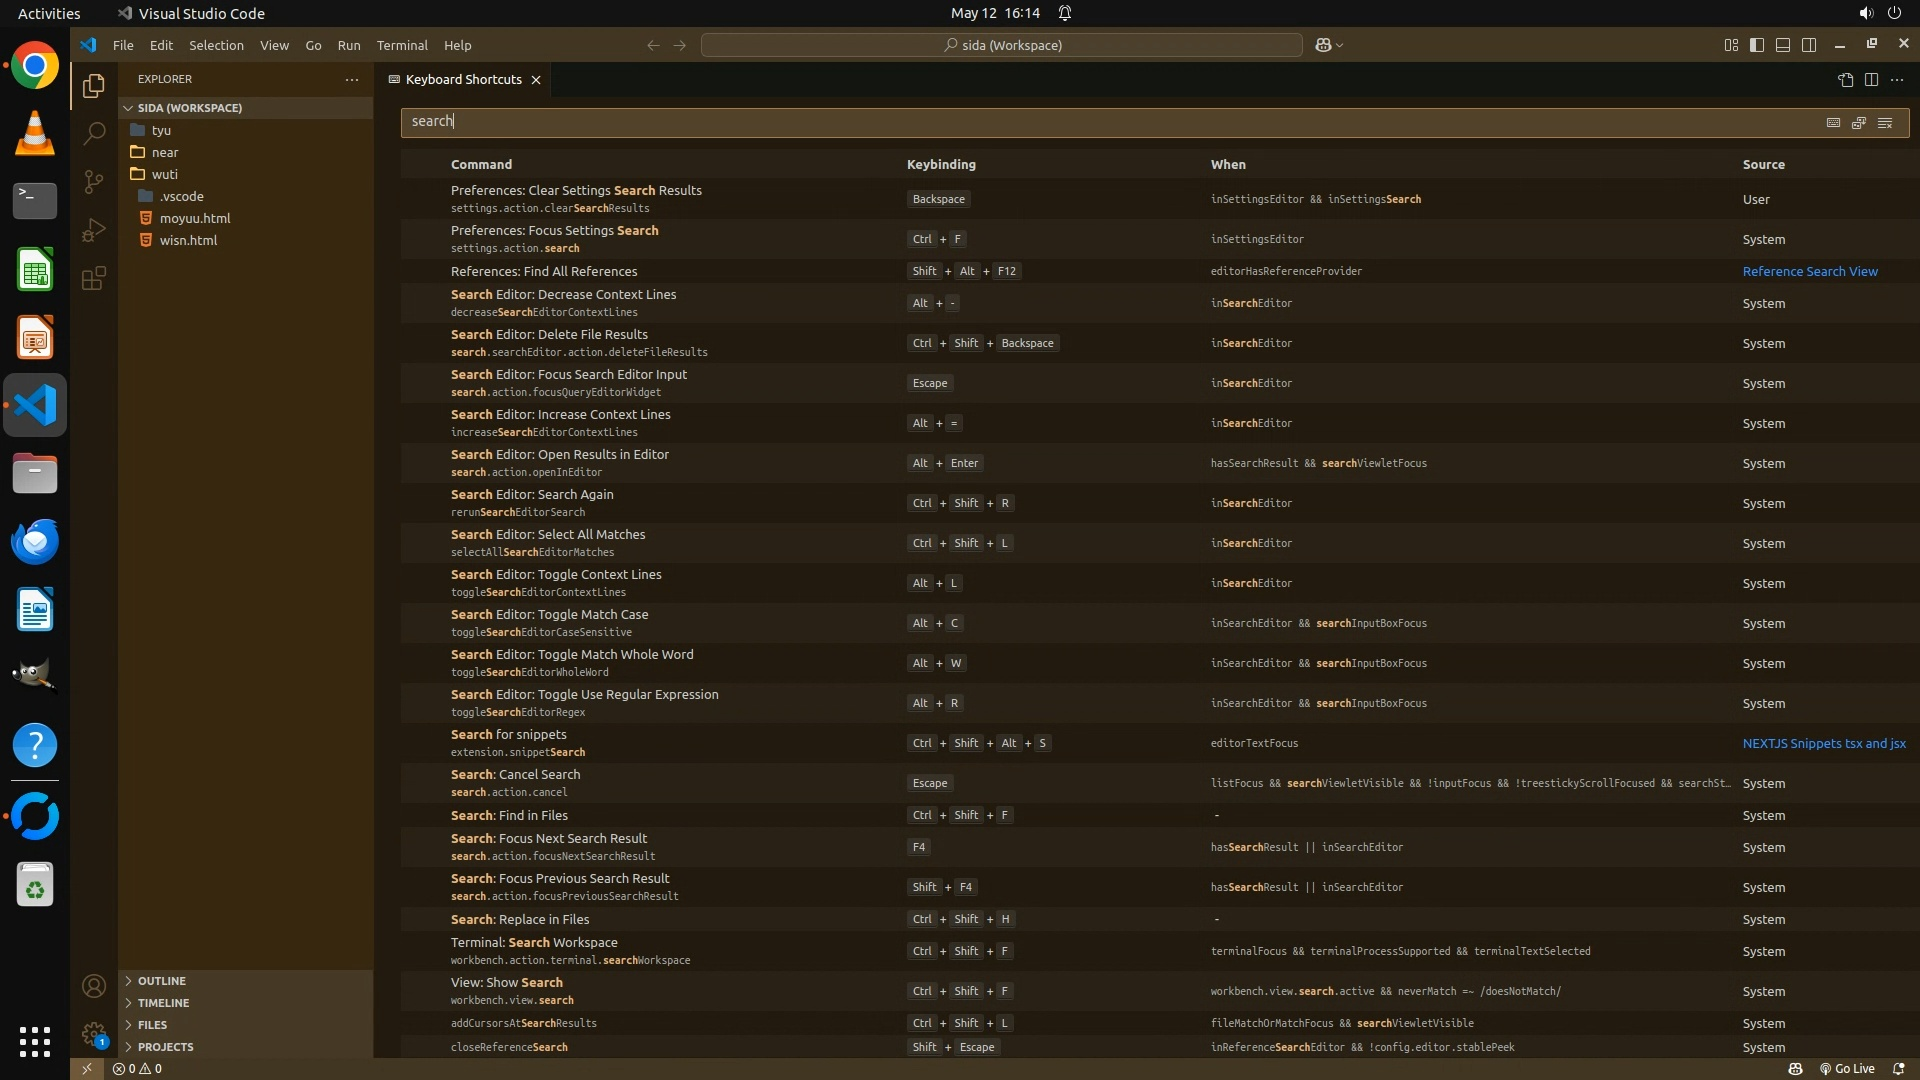 Activities
Visual Studio Code
May 12 16:14
File Edit Selection View Go Run Terminal Help
sida (Workspace)
EXPLORER
Keyboard Shortcuts
SIDA (WORKSPACE)
tyu
near
wuti
.vscode
moyuu.html
wisn.html
OUTLINE
TIMELINE
FILES
PROJECTS
1
search
Command Keybinding When Source
Preferences: Clear Settings Search Results
settings.action.clearSearchResults
Backspace inSettingsEditor && inSettingsSearch User
Preferences: Focus Settings Search
settings.action.search
Ctrl + F inSettingsEditor System
References: Find All References Shift + Alt + F12 editorHasReferenceProvider Reference Search View
Search Editor: Decrease Context Lines
decreaseSearchEditorContextLines
Alt + - inSearchEditor System
Search Editor: Delete File Results
search.searchEditor.action.deleteFileResults
Ctrl + Shift + Backspace inSearchEditor System
Search Editor: Focus Search Editor Input
search.action.focusQueryEditorWidget
Escape inSearchEditor System
Search Editor: Increase Context Lines
increaseSearchEditorContextLines
Alt + = inSearchEditor System
Search Editor: Open Results in Editor
search.action.openInEditor
Alt + Enter hasSearchResult && searchViewletFocus System
Search Editor: Search Again
rerunSearchEditorSearch
Ctrl + Shift + R inSearchEditor System
Search Editor: Select All Matches
selectAllSearchEditorMatches
Ctrl + Shift + L inSearchEditor System
Search Editor: Toggle Context Lines
toggleSearchEditorContextLines
Alt + L inSearchEditor System
Search Editor: Toggle Match Case
toggleSearchEditorCaseSensitive
Alt + C inSearchEditor && searchInputBoxFocus System
Search Editor: Toggle Match Whole Word
toggleSearchEditorWholeWord
Alt + W inSearchEditor && searchInputBoxFocus System
Search Editor: Toggle Use Regular Expression
toggleSearchEditorRegex
Alt + R inSearchEditor && searchInputBoxFocus System
Search for snippets
extension.snippetSearch
Ctrl + Shift + Alt + S editorTextFocus NEXTJS Snippets tsx and jsx
Search: Cancel Search
search.action.cancel
Escape listFocus && searchViewletVisible && !inputFocus && !treestickyScrollFocused && searchSt... System
Search: Find in Files Ctrl + Shift + F - System
Search: Focus Next Search Result
search.action.focusNextSearchResult
F4 hasSearchResult || inSearchEditor System
Search: Focus Previous Search Result
search.action.focusPreviousSearchResult
Shift + F4 hasSearchResult || inSearchEditor System
Search: Replace in Files Ctrl + Shift + H - System
Terminal: Search Workspace
workbench.action.terminal.searchWorkspace
Ctrl + Shift + F terminalFocus && terminalProcessSupported && terminalTextSelected System
View: Show Search
workbench.view.search
Ctrl + Shift + F workbench.view.search.active && neverMatch =~ /doesNotMatch/ System
addCursorsAtSearchResults Ctrl + Shift + L fileMatchOrMatchFocus && searchViewletVisible System
closeReferenceSearch Shift + Escape inReferenceSearchEditor && !config.editor.stablePeek System
0 0
Go Live